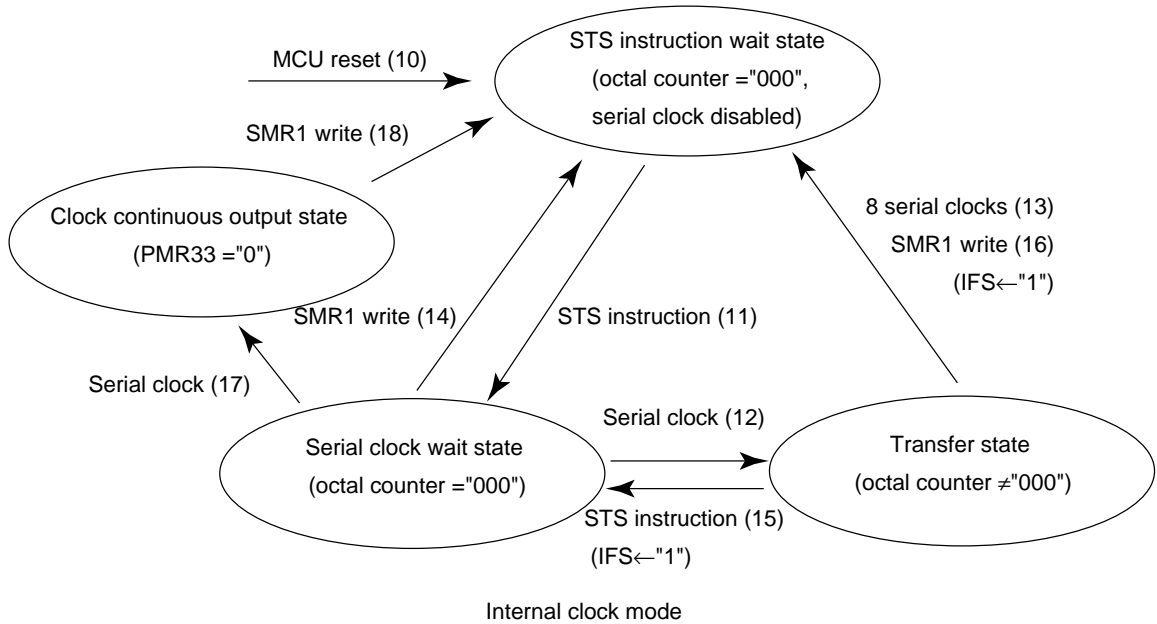 STS instruction wait state
(octal counter ="000",
serial clock disabled)
MCU reset (10)
SMR1 write (18)
Clock continuous output state
(PMR33 ="0")
8 serial clocks (13)
SMR1 write (16)
(IFS←"1")
SMR1 write (14)
STS instruction (11)
Serial clock (17)
Serial clock wait state
(octal counter ="000")
Serial clock (12)
Transfer state
(octal counter ≠"000")
STS instruction (15)
(IFS←"1")
Internal clock mode